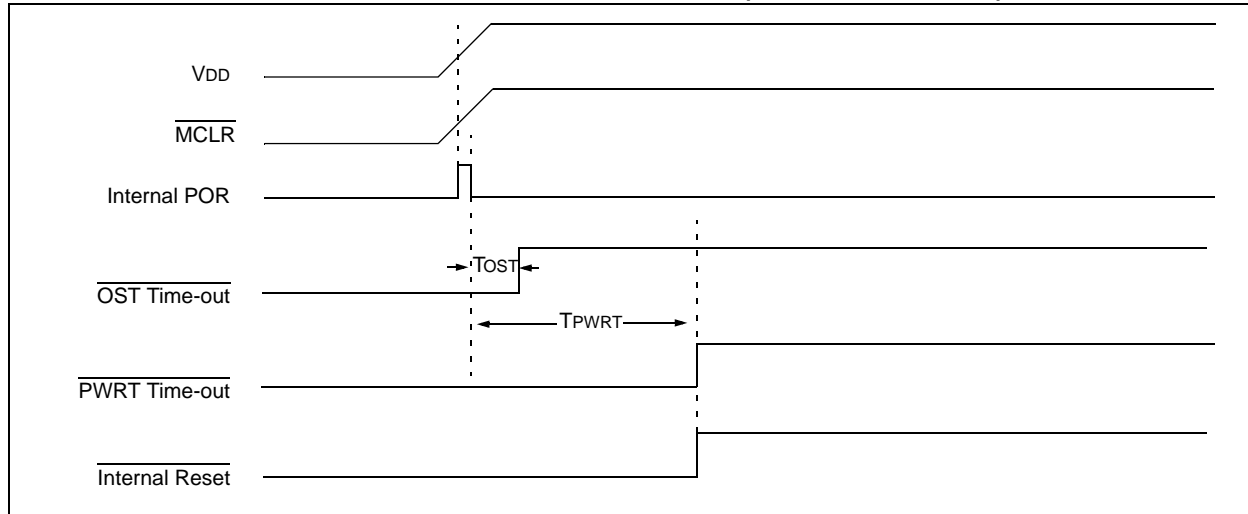 VDD
MCLR
Internal POR
TOST
OST Time-out
TPWRT
PWRT Time-out
Internal Reset